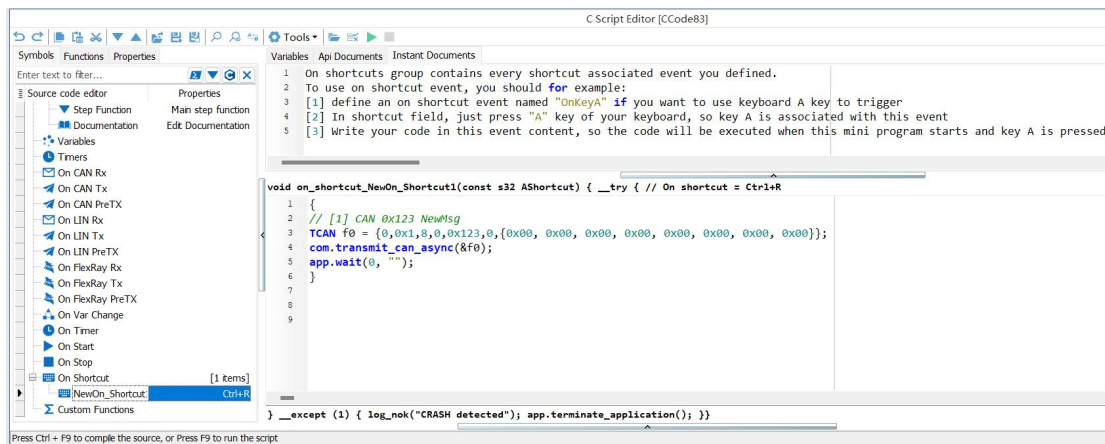 C Script Editor [CCode83]
Tools
Symbols Functions Properties
Variables Api Documents Instant Documents
Enter text to filter...
Source code editor Properties
Step Function Main step function
Documentation Edit Documentation
Variables
Timers
On CAN Rx
On CAN Tx
On CAN PreTX
On LIN Rx
On LIN Tx
On LIN PreTX
On FlexRay Rx
On FlexRay Tx
On FlexRay PreTX
On Var Change
On Timer
On Start
On Stop
On Shortcut [1 items]
NewOn_Shortcut Ctrl+R
Custom Functions
1 On shortcuts group contains every shortcut associated event you defined.
2 To use on shortcut event, you should for example:
3 [1] define an on shortcut event named "OnKeyA" if you want to use keyboard A key to trigger
4 [2] In shortcut field, just press "A" key of your keyboard, so key A is associated with this event
5 [3] Write your code in this event content, so the code will be executed when this mini program starts and key A is pressed
void on_shortcut_NewOn_Shortcut1(const s32 AShortcut) { __try { // On shortcut = Ctrl+R
1 {
2 // [1] CAN 0x123 NewMsg
3 TCAN f0 = {0,0x1,8,0,0x123,0,{0x00, 0x00, 0x00, 0x00, 0x00, 0x00, 0x00, 0x00}};
4 com.transmit_can_async(&f0);
5 app.wait(0, "");
6 }
7
8
9
} __except (1) { log_nok("CRASH detected"); app.terminate_application(); }}
Press Ctrl + F9 to compile the source, or Press F9 to run the script